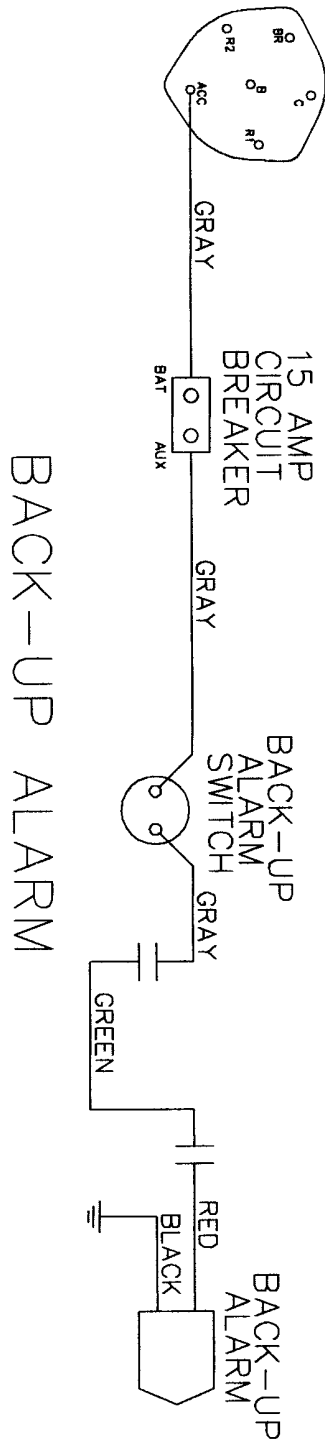 BR
R2
C
B
R1
ACC
GRAY
15 AMP
CIRCUIT
BREAKER
BAT
AUX
GRAY
BACK-UP
ALARM
SWITCH
GRAY
GREEN
RED
BLACK
BACK-UP
ALARM
BACK-UP ALARM